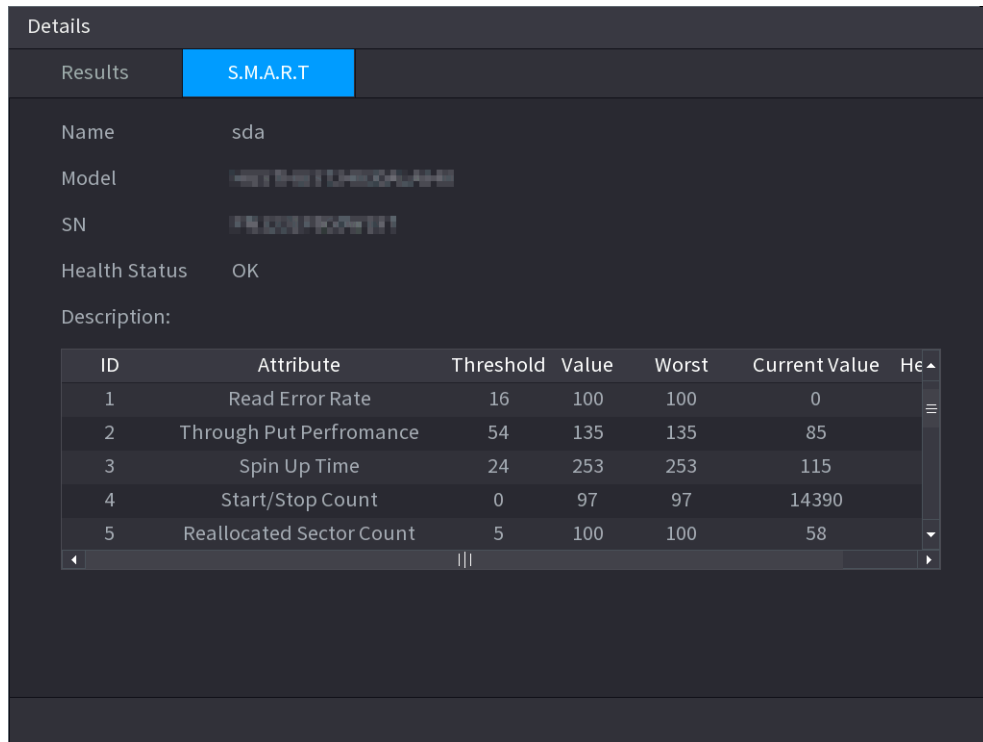 Details
Results S.M.A.R.T
Name sda
Model
SN
Health Status OK
Description:
ID Attribute Threshold Value Worst Current Value He
1 Read Error Rate 16 100 100 0
2 Through Put Perfromance 54 135 135 85
3 Spin Up Time 24 253 253 115
4 Start/Stop Count 0 97 97 14390
5 Reallocated Sector Count 5 100 100 58